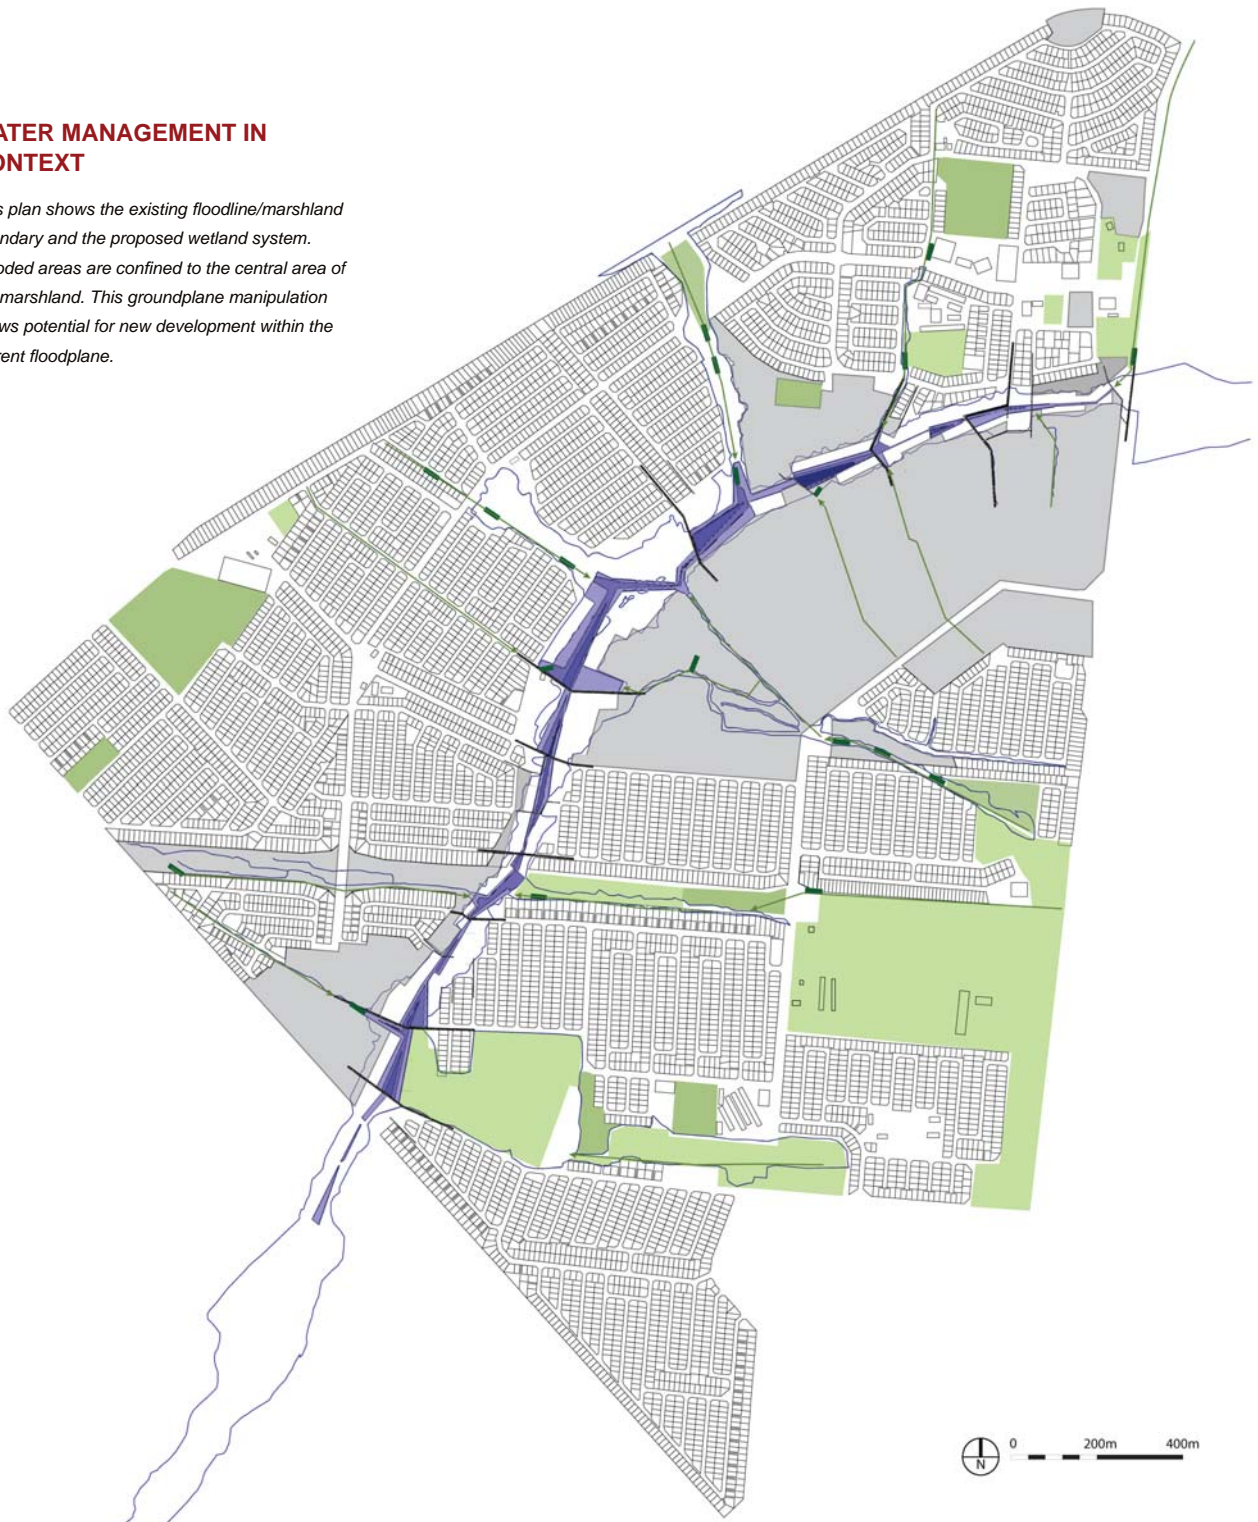 ATER MANAGEMENT IN
ONTEXT
s plan shows the existing floodline/marshland
ndary and the proposed wetland system.
oded areas are confined to the central area of
marshland. This groundplane manipulation
ws potential for new development within the
rent floodplane.
0 200m 400m
N